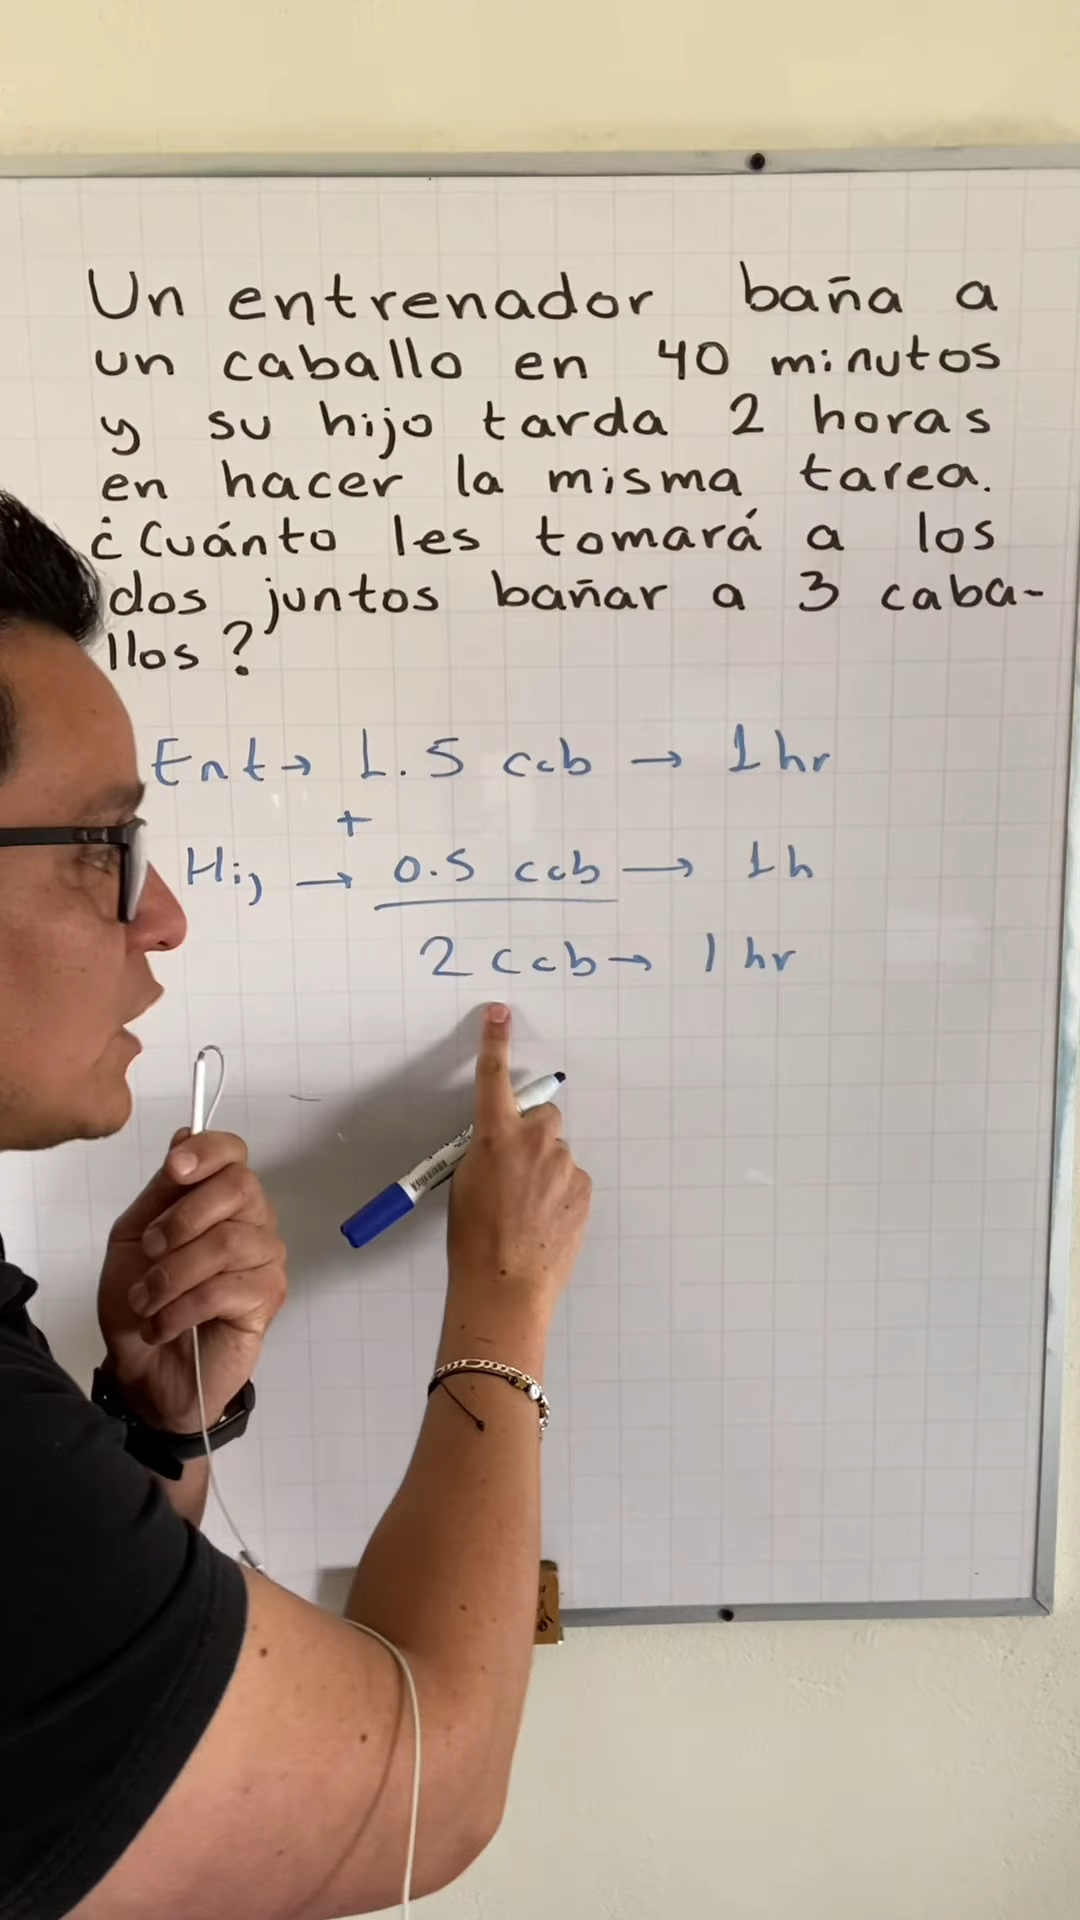 Un entrenador baña a
un caballo en 40 minutos
y su hijo tarda 2 horas
en hacer la misma tarea.
¿Cuánto les tomará a los
dos juntos bañar a 3 caba-
llos?
Ent → 1.5 cab → 1 hr
+
Hij → 0.5 cab → 1 h
2 cab → 1 hr